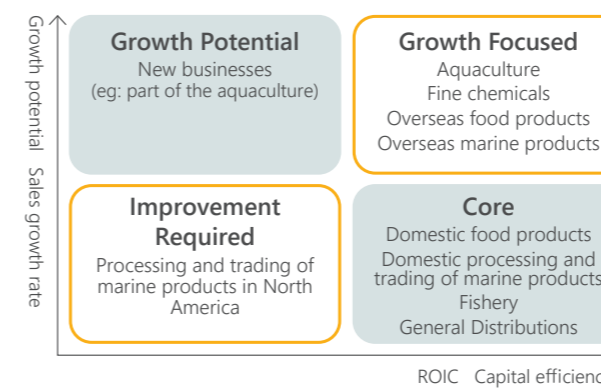 Growth potential Sales growth rate
Growth Potential
New businesses
(eg: part of the aquaculture)
Growth Focused
Aquaculture
Fine chemicals
Overseas food products
Overseas marine products
Improvement
Required
Processing and trading of
marine products in North
America
Core
Domestic food products
Domestic processing and
trading of marine products
Fishery
General Distributions
ROIC Capital efficienc